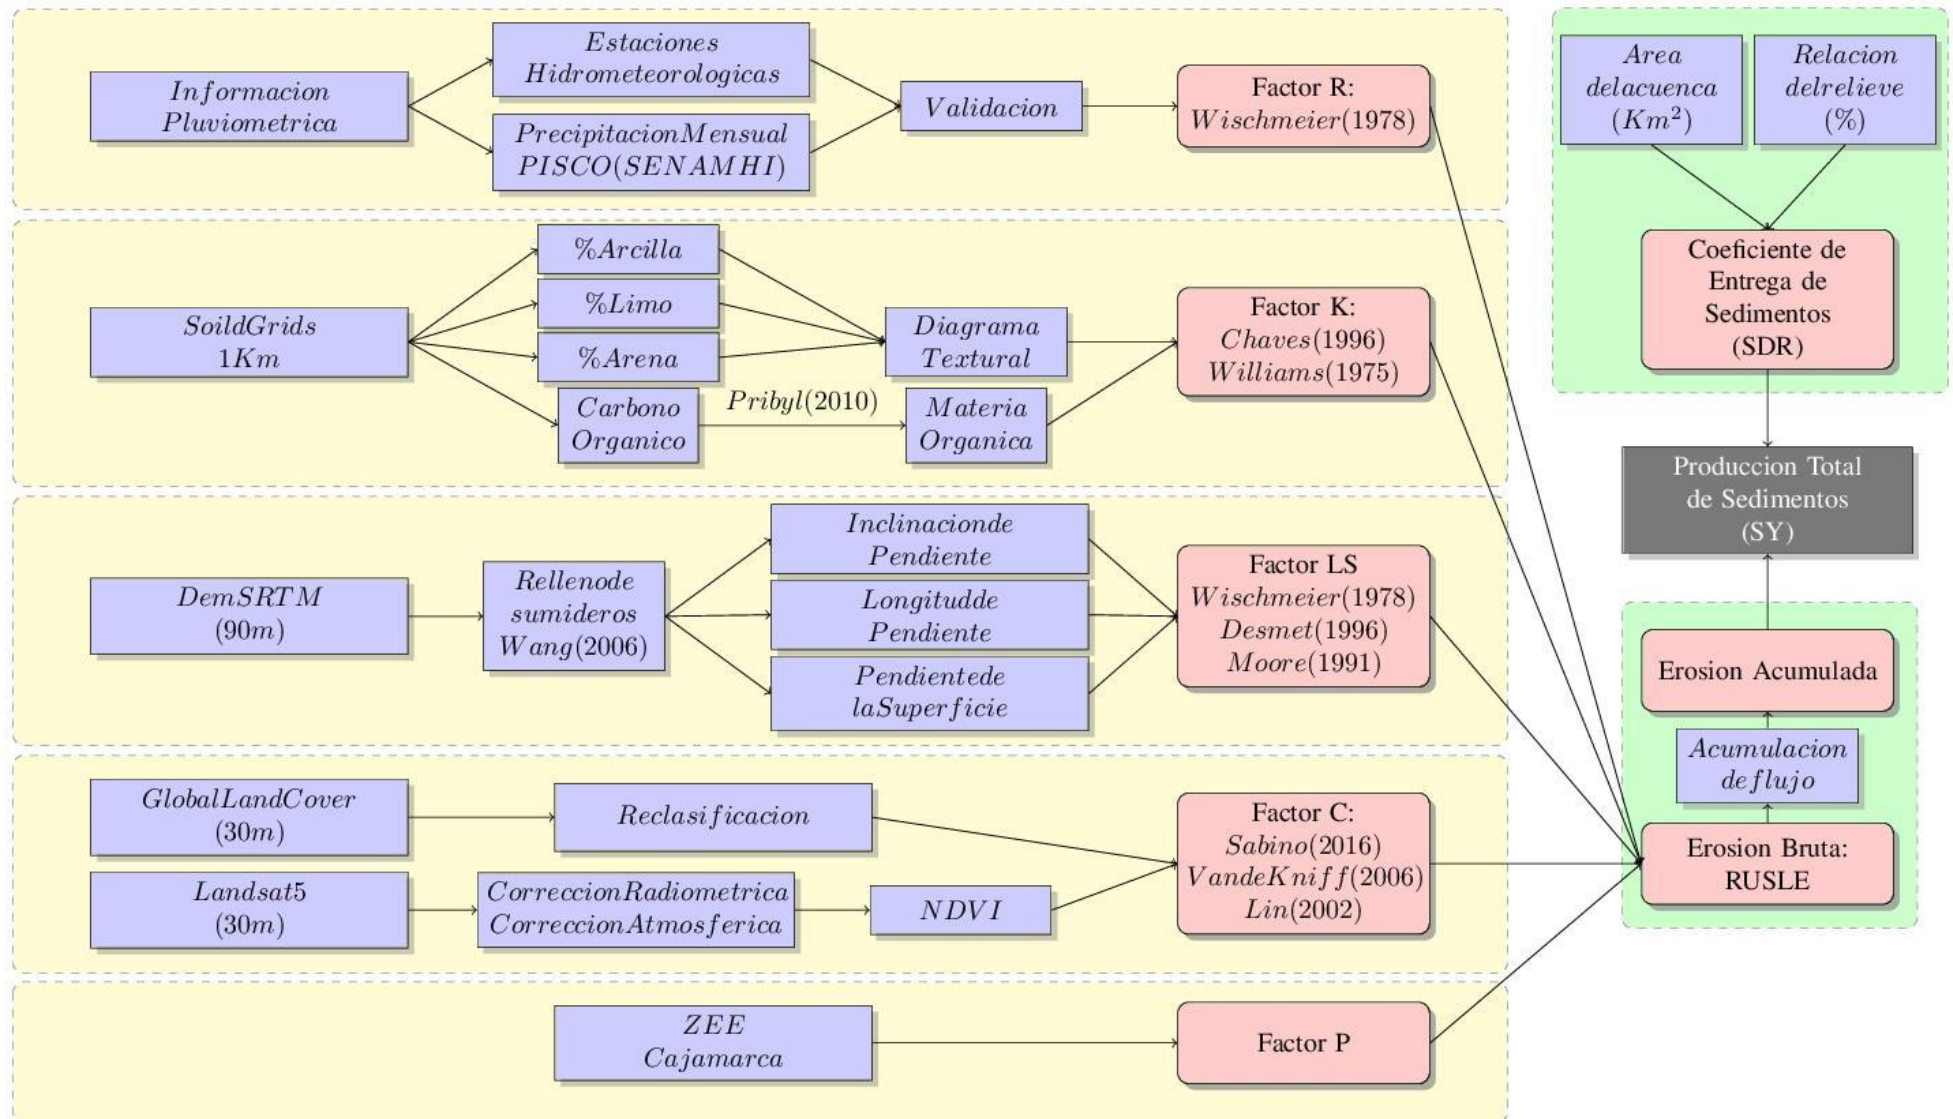 Informacion
Pluviometrica
Estaciones
Hidrometeorologicas
PrecipitacionMensual
PISCO(SENAMHI)
Validacion
Factor R:
Wischmeier(1978)
SoildGrids
1Km
%Arcilla
%Limo
%Arena
Carbono
Organico
Pribyl(2010)
Diagrama
Textural
Materia
Organica
Factor K:
Chaves(1996)
Williams(1975)
DemSRTM
(90m)
Rellenode
sumideros
Wang(2006)
Inclinacionde
Pendiente
Longitudde
Pendiente
Pendientede
laSuperficie
Factor LS
Wischmeier(1978)
Desmet(1996)
Moore(1991)
GlobalLandCover
(30m)
Reclasificacion
Landsat5
(30m)
CorreccionRadiometrica
CorreccionAtmosferica
NDVI
Factor C:
Sabino(2016)
VandeKniff(2006)
Lin(2002)
ZEE
Cajamarca
Factor P
Area
delacuenca
(Km²)
Relacion
delrelieve
(%)
Coeficiente de
Entrega de
Sedimentos
(SDR)
Produccion Total
de Sedimentos
(SY)
Erosion Acumulada
Acumulacion
deflujo
Erosion Bruta:
RUSLE